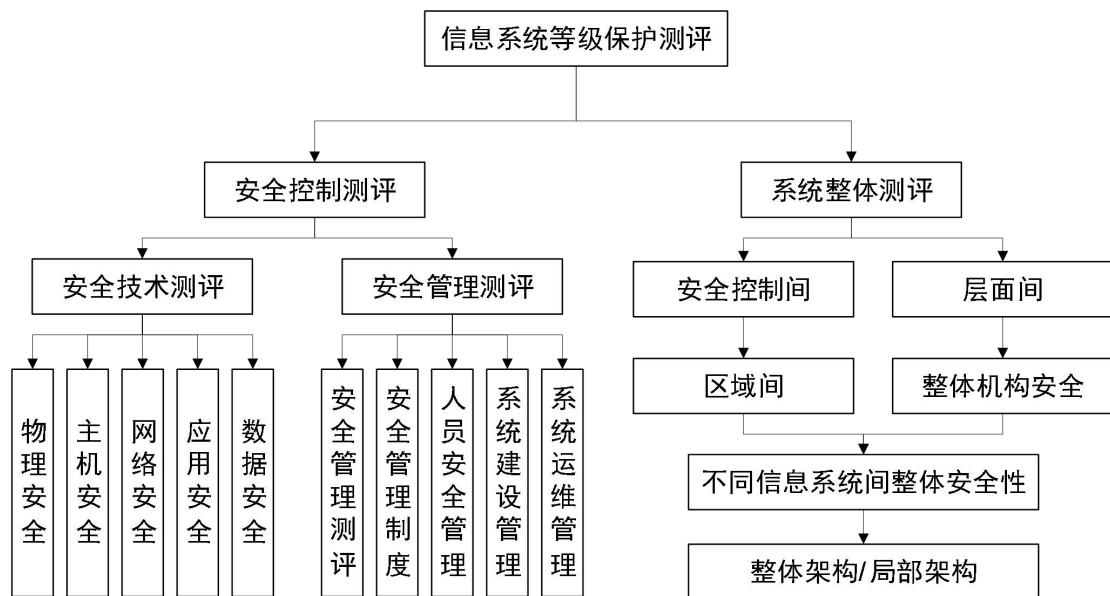 信息系统等级保护测评
安全控制测评
系统整体测评
安全技术测评
安全管理测评
安全控制间
层面间
物理安全
主机安全
网络安全
应用安全
数据安全
安全管理测评
安全管理制度
人员安全管理
系统建设管理
系统运维管理
区域间
整体机构安全
不同信息系统间整体安全性
整体架构/局部架构